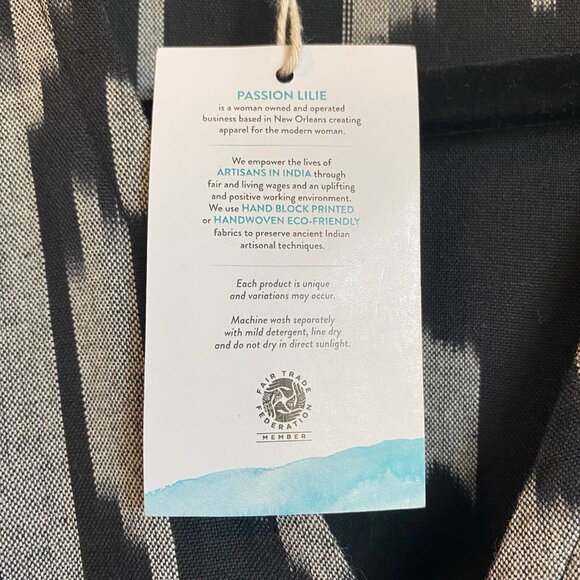 PASSION LILIE
is a woman owned and operated
business based in New Orleans creating
apparel for the modern woman.
We empower the lives of
ARTISANS IN INDIA through
fair and living wages and an uplifting
and positive working environment.
We use HAND BLOCK PRINTED
or HANDWOVEN ECO-FRIENDLY
fabrics to preserve ancient Indian
artisonal techniques.
Each product is unique
and variations may occur.
Machine wash separately
with mild detergent, line dry
and do not dry in direct sunlight.
FAIR TRADE
FEDERATION
MEMBER